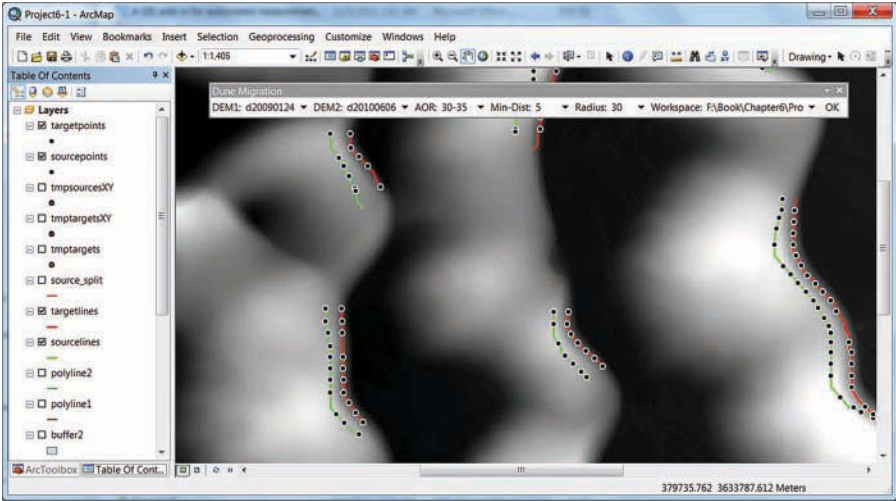 Project6-1 - ArcMap
File Edit View Bookmarks Insert Selection Geoprocessing Customize Windows Help
1:1,405
Drawing
Table Of Contents
Dune Migration
DEM1: d20090124 DEM2: d20100606 AOR: 30-35 Min-Dist: 5 Radius: 30 Workspace: F:\Book\Chapter6\Pro OK
Layers
targetpoints
sourcepoints
tmpsourcesXY
tmptargetsXY
tmptargets
source_split
targetlines
sourcelines
polyline2
polyline1
buffer2
ArcToolbox Table Of Cont...
379735.762 3633787.612 Meters